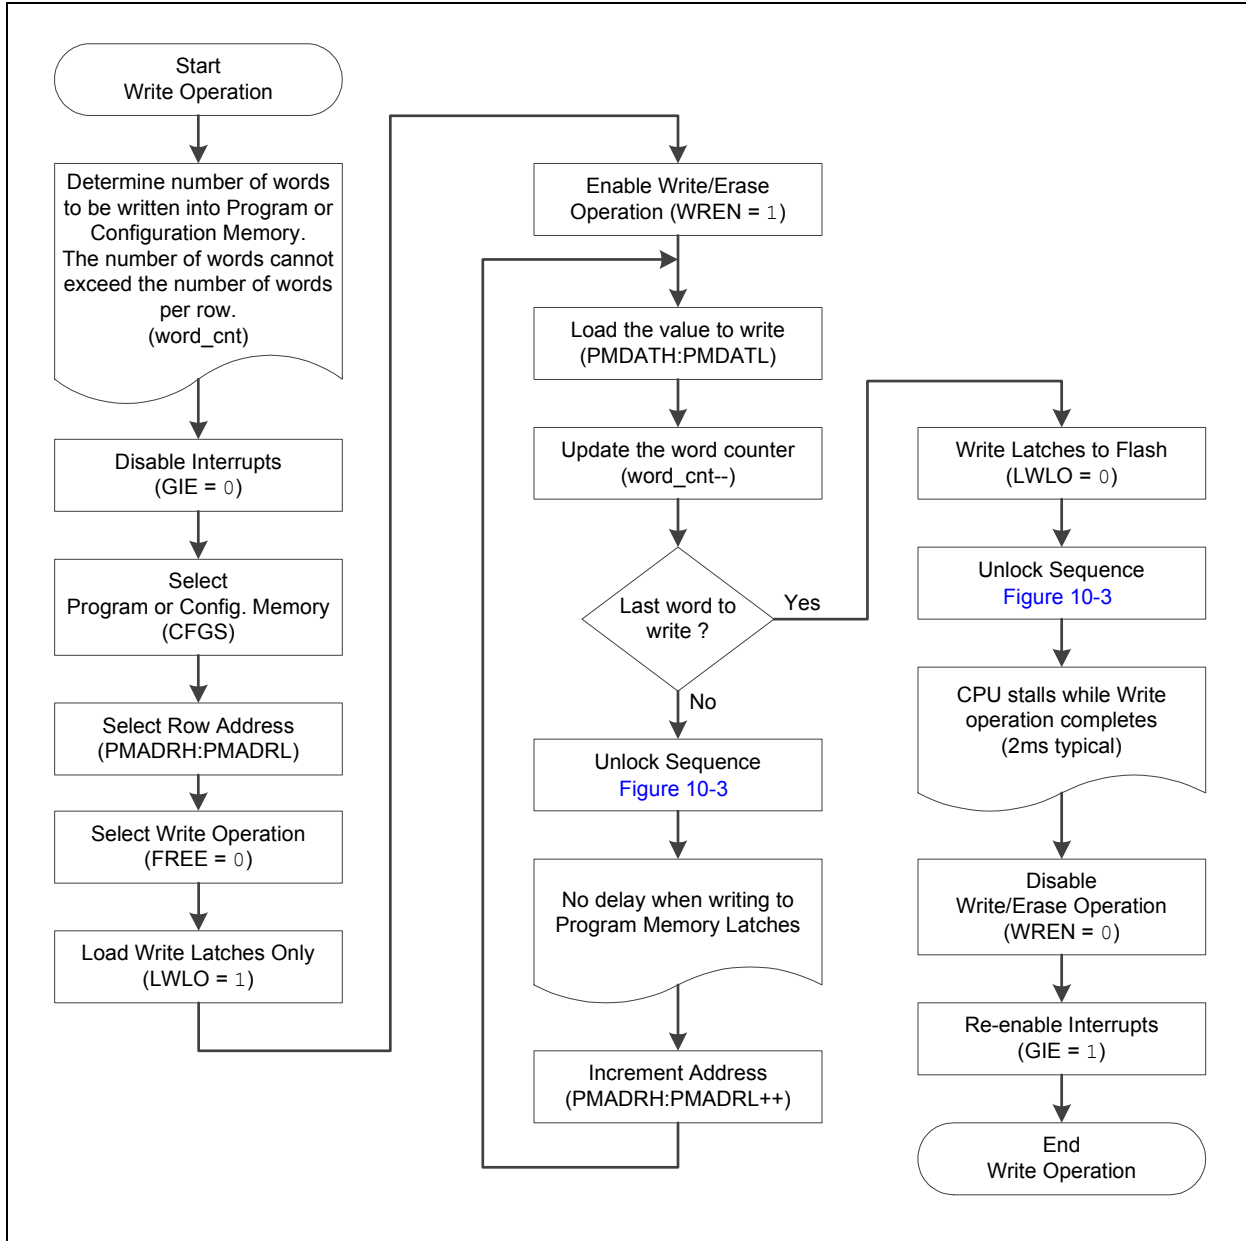 Start
Write Operation
Determine number of words
to be written into Program or
Configuration Memory.
The number of words cannot
exceed the number of words
per row.
(word_cnt)
Disable Interrupts
(GIE = 0)
Select
Program or Config. Memory
(CFGS)
Select Row Address
(PMADRH:PMADRL)
Select Write Operation
(FREE = 0)
Load Write Latches Only
(LWLO = 1)
Enable Write/Erase
Operation (WREN = 1)
Load the value to write
(PMDATH:PMDATL)
Update the word counter
(word_cnt--)
Last word to
write ?
Yes
No
Unlock Sequence
Figure 10-3
No delay when writing to
Program Memory Latches
Increment Address
(PMADRH:PMADRL++)
Write Latches to Flash
(LWLO = 0)
Unlock Sequence
Figure 10-3
CPU stalls while Write
operation completes
(2ms typical)
Disable
Write/Erase Operation
(WREN = 0)
Re-enable Interrupts
(GIE = 1)
End
Write Operation